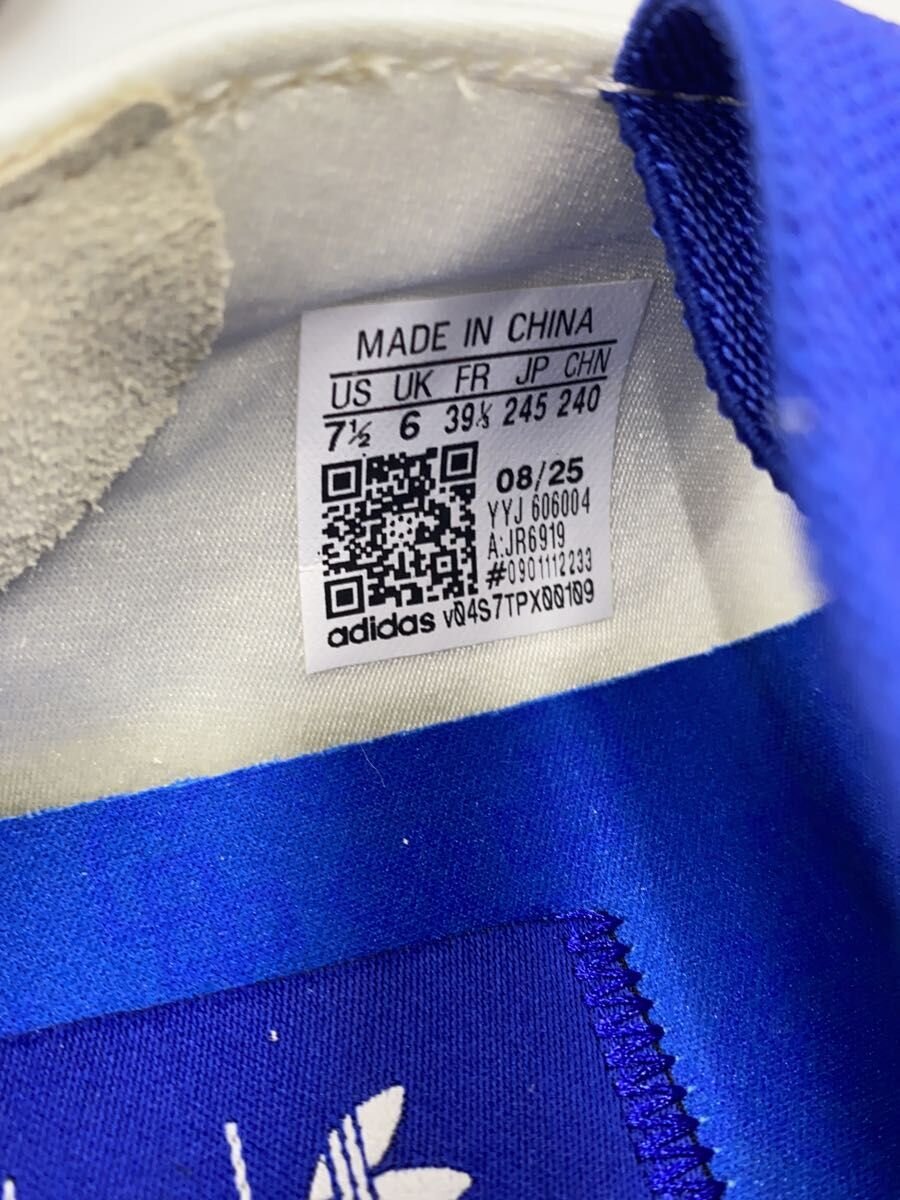 MADE IN CHINA
US UK FR JP CHN
7½ 6 39⅓ 245 240
08/25
YYJ 606004
A:JR6919
#0901112233
adidas v04S7TPX00109